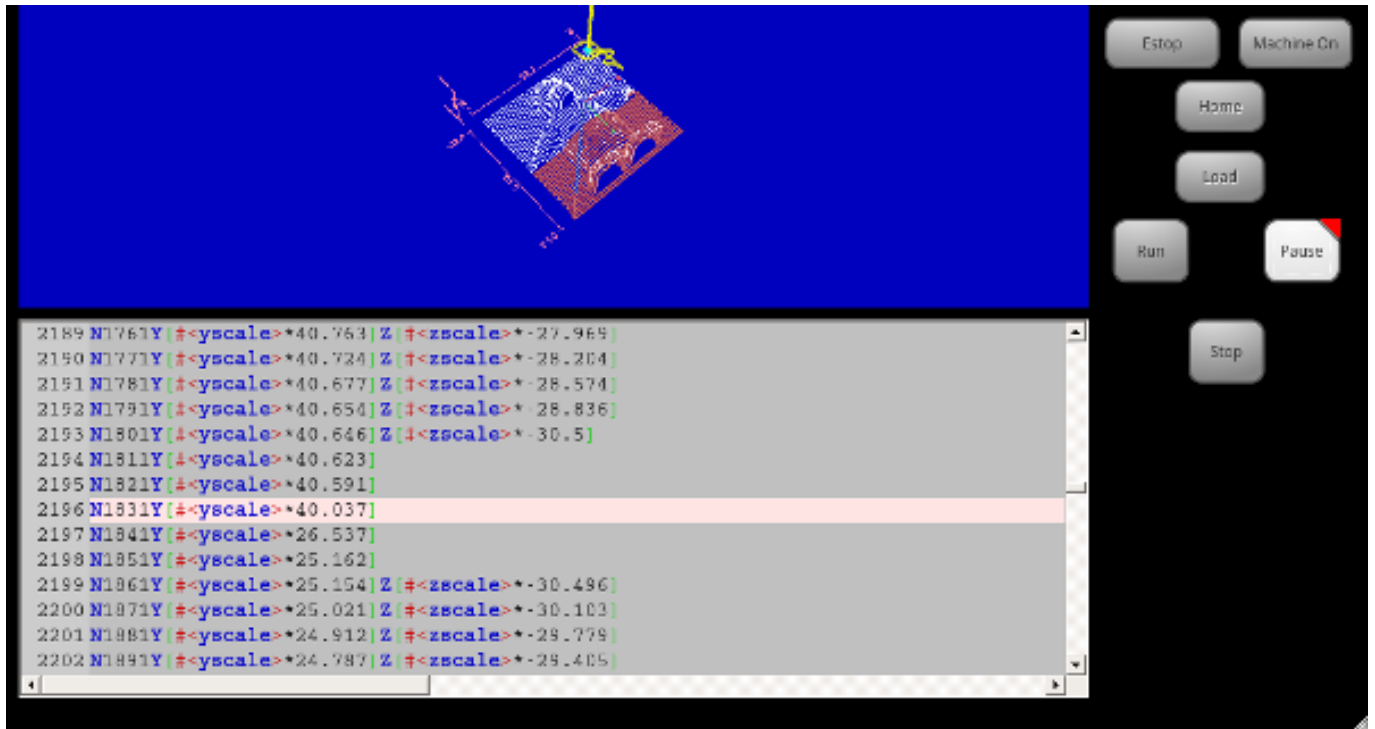 Estop
Machine On
Home
Load
Run
Pause
Stop
2189 N1761Y[#<yscale>*40.763]Z[#<zscale>*-27.969]
2190 N1771Y[#<yscale>*40.724]Z[#<zscale>*-28.204]
2191 N1781Y[#<yscale>*40.677]Z[#<zscale>*-28.574]
2192 N1791Y[#<yscale>*40.654]Z[#<zscale>*-28.836]
2193 N1801Y[#<yscale>*40.646]Z[#<zscale>*-30.5]
2194 N1811Y[#<yscale>*40.623]
2195 N1821Y[#<yscale>*40.591]
2196 N1831Y[#<yscale>*40.037]
2197 N1841Y[#<yscale>*26.537]
2198 N1851Y[#<yscale>*25.162]
2199 N1861Y[#<yscale>*25.154]Z[#<zscale>*-30.496]
2200 N1871Y[#<yscale>*25.021]Z[#<zscale>*-30.103]
2201 N1881Y[#<yscale>*24.912]Z[#<zscale>*-29.779]
2202 N1891Y[#<yscale>*24.787]Z[#<zscale>*-29.405]